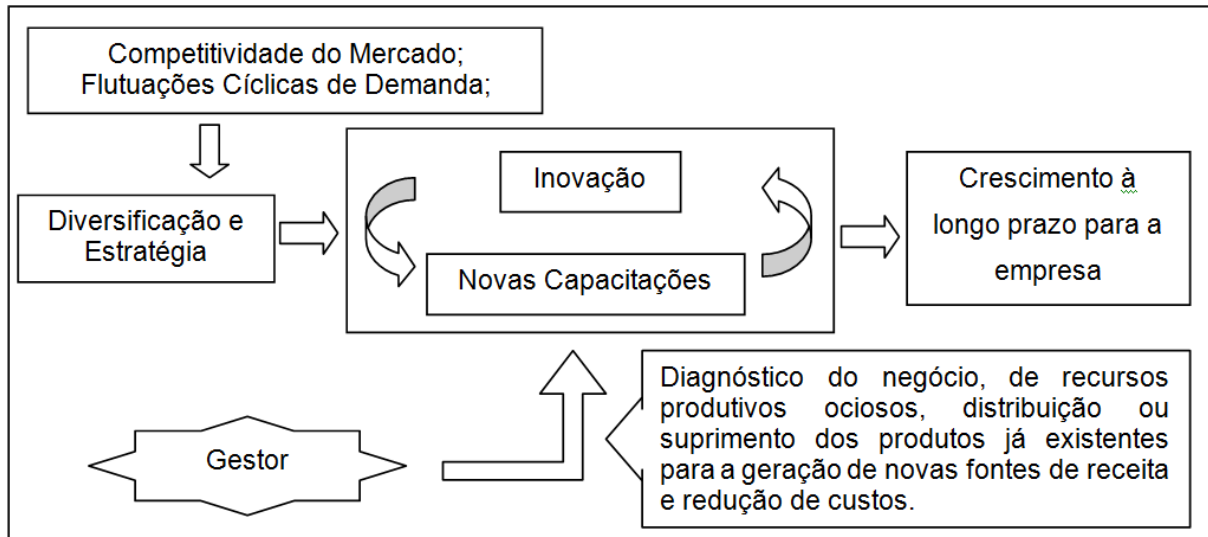 Competitividade do Mercado;
Flutuações Cíclicas de Demanda;
Diversificação e
Estratégia
Inovação
Novas Capacitações
Crescimento à
longo prazo para a
empresa
Gestor
Diagnóstico do negócio, de recursos
produtivos ociosos, distribuição ou
suprimento dos produtos já existentes
para a geração de novas fontes de receita
e redução de custos.